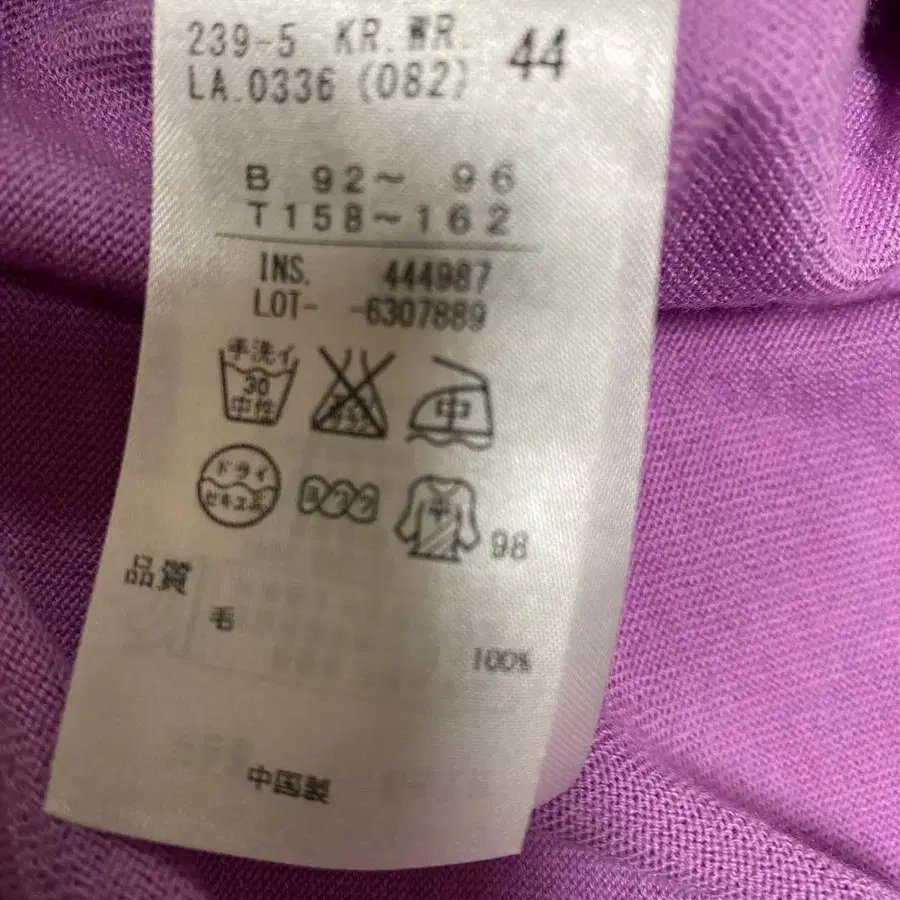 239-5 KR.WR. 44
LA.0336 (082)
B 92～ 96
T158～162
INS. 444987
LOT- -6307889
手洗イ
30
中性
中
ドライ
セキユ系
98
品質
毛
100%
中国製